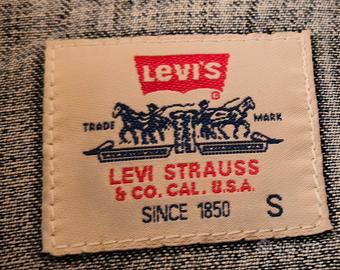 Levi's
®
TRADE MARK
LEVI STRAUSS
& CO. CAL. U.S.A.
SINCE 1850 S